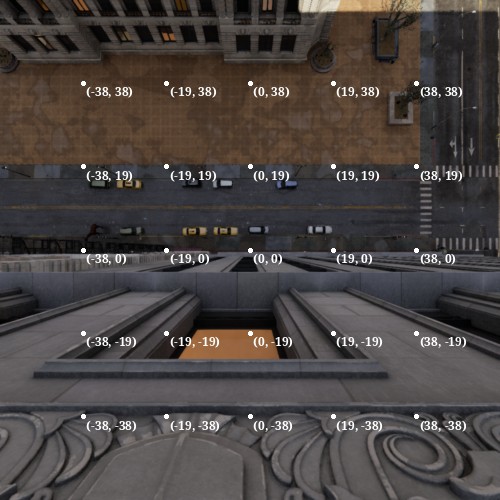 (-38, 38) (-19, 38) (0, 38) (19, 38) (38, 38)
(-38, 19) (-19, 19) (0, 19) (19, 19) (38, 19)
(-38, 0) (-19, 0) (0, 0) (19, 0) (38, 0)
(-38, -19) (-19, -19) (0, -19) (19, -19) (38, -19)
(-38, -38) (-19, -38) (0, -38) (19, -38) (38, -38)